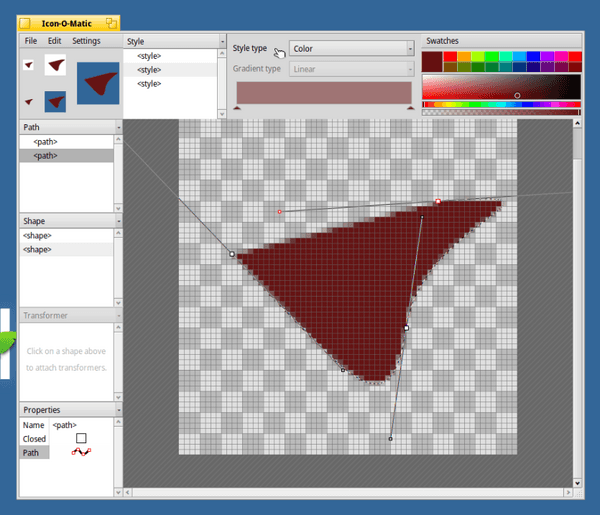 Icon-O-Matic
File Edit Settings
Style
<style>
<style>
<style>
Style type Color
Gradient type Linear
Swatches
Path
<path>
<path>
Shape
<shape>
<shape>
Transformer
Click on a shape above
to attach transformers.
Properties
Name <path>
Closed
Path